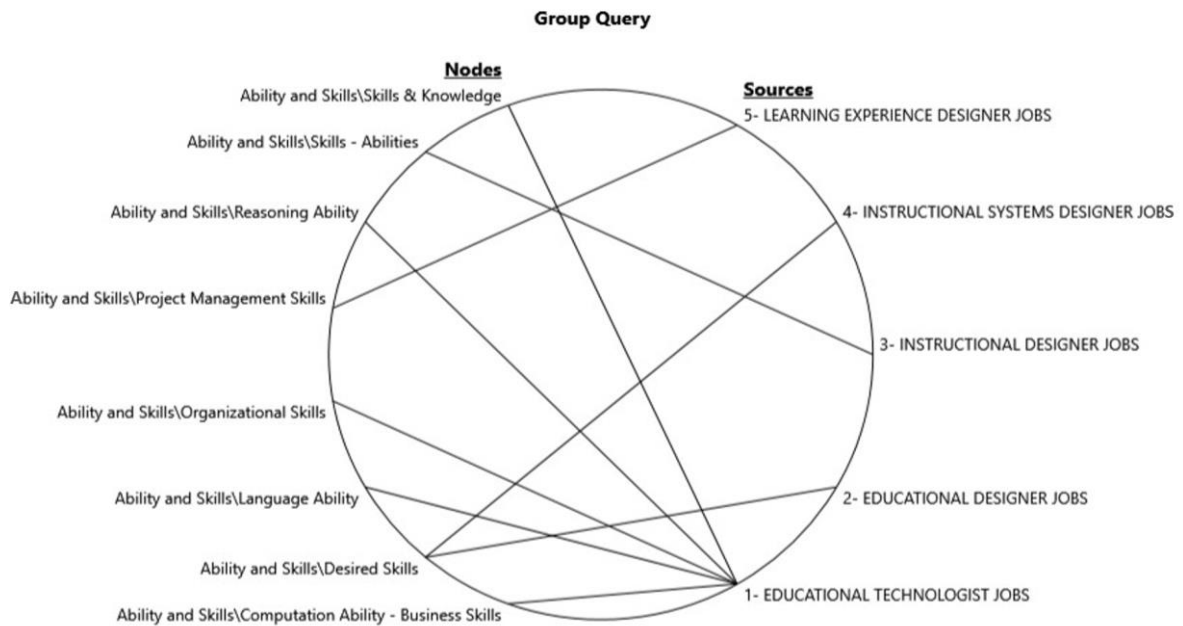 Group Query
Nodes
Ability and Skills\Skills & Knowledge
Ability and Skills\Skills - Abilities
Ability and Skills\Reasoning Ability
Ability and Skills\Project Management Skills
Ability and Skills\Organizational Skills
Ability and Skills\Language Ability
Ability and Skills\Desired Skills
Ability and Skills\Computation Ability - Business Skills
Sources
5- LEARNING EXPERIENCE DESIGNER JOBS
4- INSTRUCTIONAL SYSTEMS DESIGNER JOBS
3- INSTRUCTIONAL DESIGNER JOBS
2- EDUCATIONAL DESIGNER JOBS
1- EDUCATIONAL TECHNOLOGIST JOBS